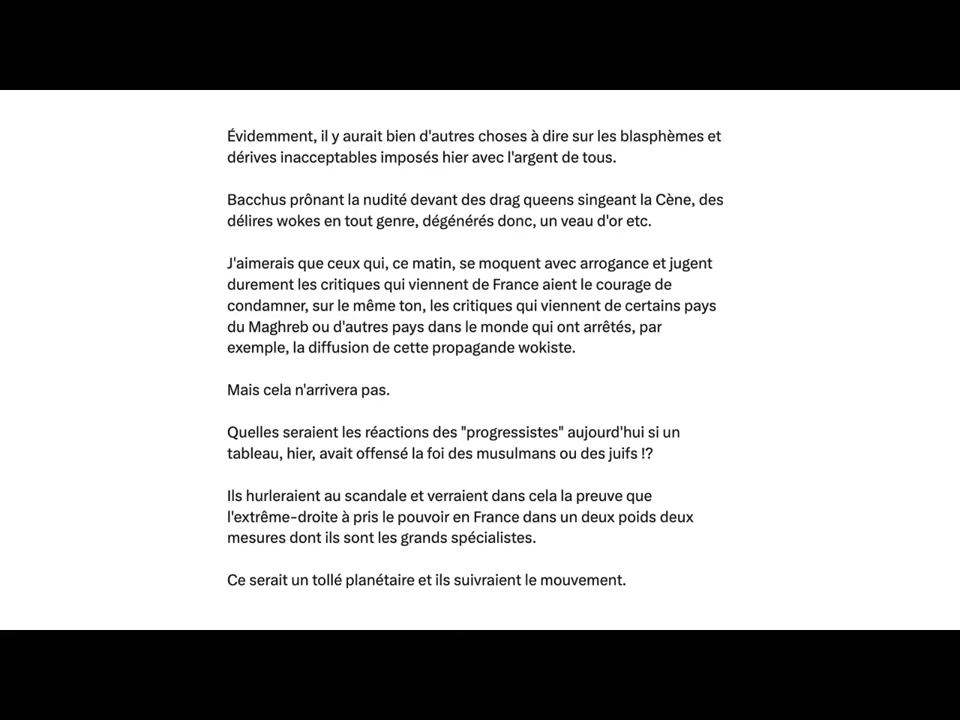 Évidemment, il y aurait bien d'autres choses à dire sur les blasphèmes et
dérives inacceptables imposés hier avec l'argent de tous.
Bacchus prônant la nudité devant des drag queens singeant la Cène, des
délires wokes en tout genre, dégénérés donc, un veau d'or etc.
J'aimerais que ceux qui, ce matin, se moquent avec arrogance et jugent
durement les critiques qui viennent de France aient le courage de
condamner, sur le même ton, les critiques qui viennent de certains pays
du Maghreb ou d'autres pays dans le monde qui ont arrêtés, par
exemple, la diffusion de cette propagande wokiste.
Mais cela n'arrivera pas.
Quelles seraient les réactions des "progressistes" aujourd'hui si un
tableau, hier, avait offensé la foi des musulmans ou des juifs !?
Ils hurleraient au scandale et verraient dans cela la preuve que
l'extrême-droite à pris le pouvoir en France dans un deux poids deux
mesures dont ils sont les grands spécialistes.
Ce serait un tollé planétaire et ils suivraient le mouvement.